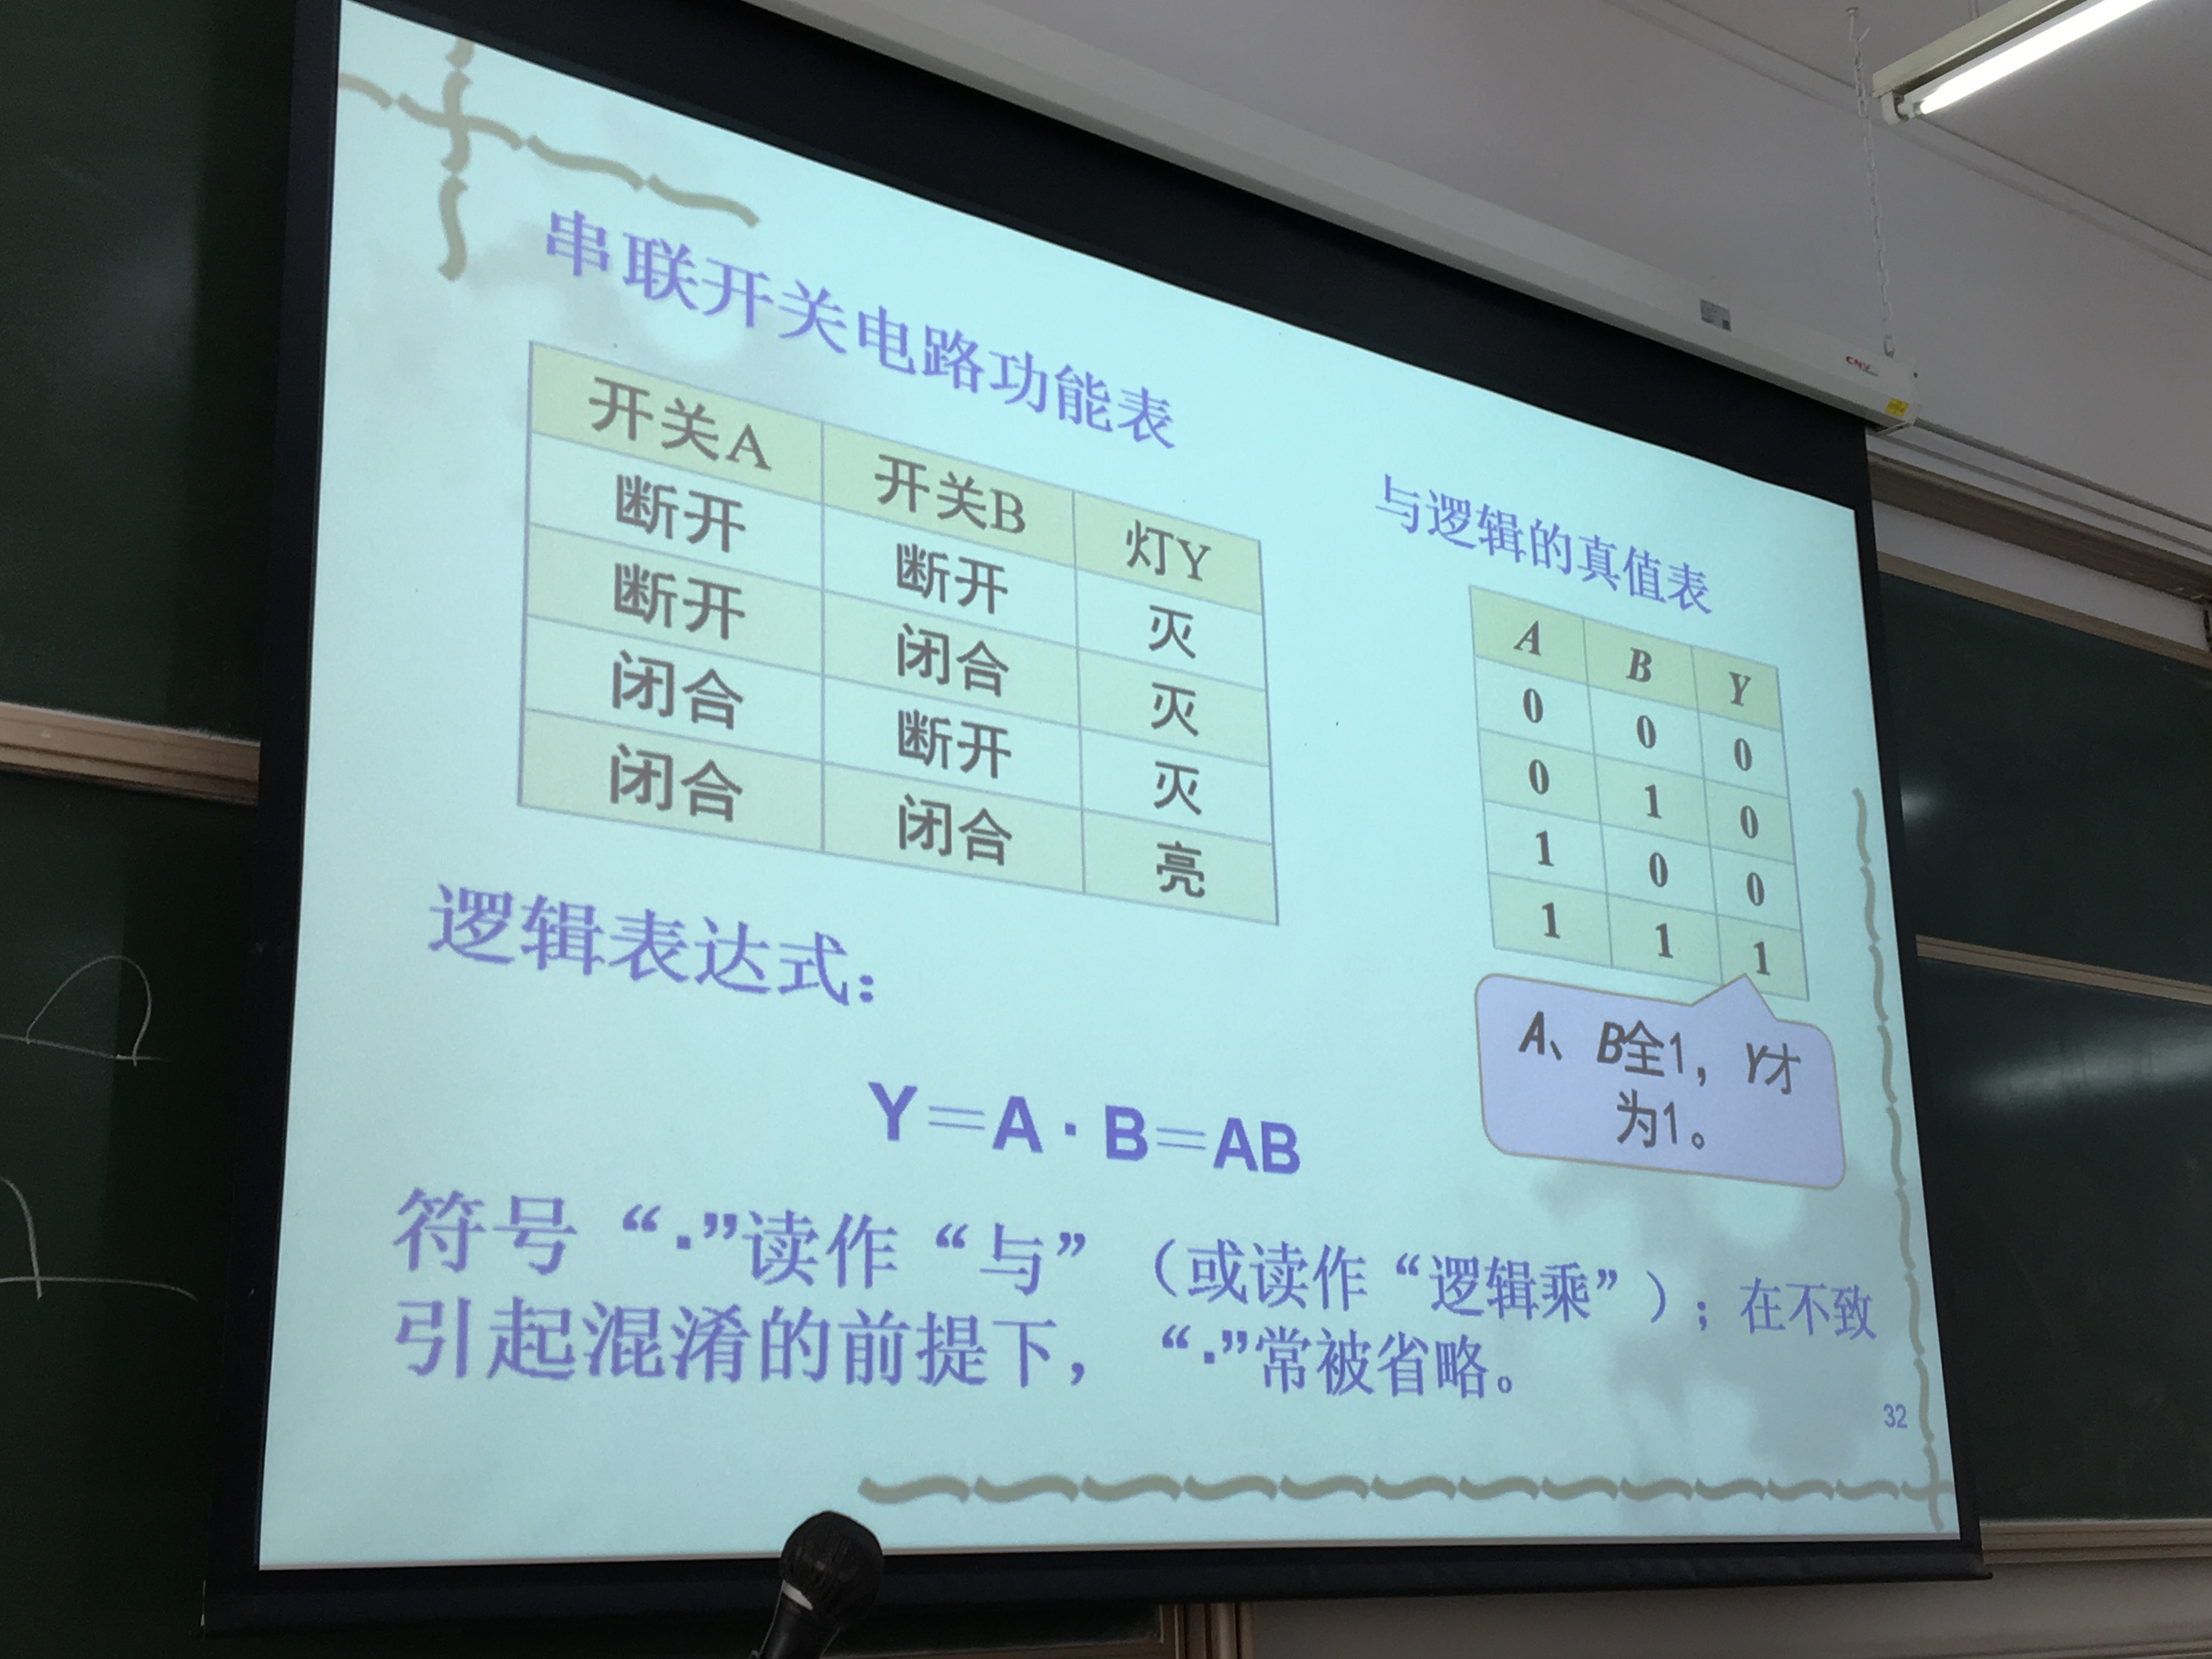 串联开关电路功能表
开关A 开关B 灯Y
断开 断开 灭
断开 闭合 灭
闭合 断开 灭
闭合 闭合 亮
与逻辑的真值表
A B Y
0 0 0
0 1 0
1 0 0
1 1 1
A、B全1，Y才
为1。
逻辑表达式：
Y＝A·B＝AB
符号“·”读作“与”（或读作“逻辑乘”）；在不致
引起混淆的前提下，“·”常被省略。
32